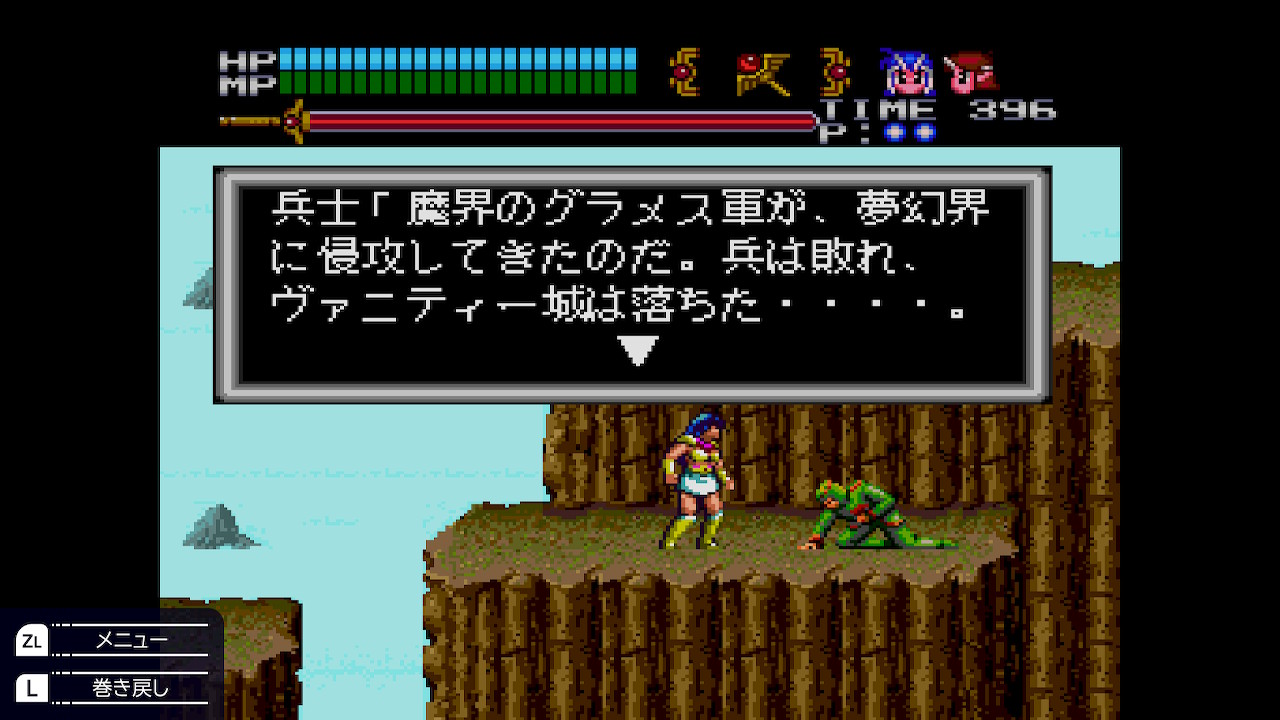 HP
MP
TIME 396
P:
兵士「魔界のグラメス軍が、夢幻界
に侵攻してきたのだ。兵は敗れ、
ヴァニティー城は落ちた・・・・。
ZL メニュー
L 巻き戻し